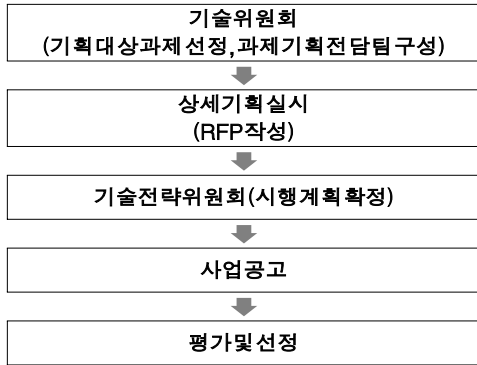 기술위원회
(기획대상과제선정,과제기획전담팀구성)
상세기획실시
(RFP작성)
기술전략위원회(시행계획확정)
사업공고
평가및선정